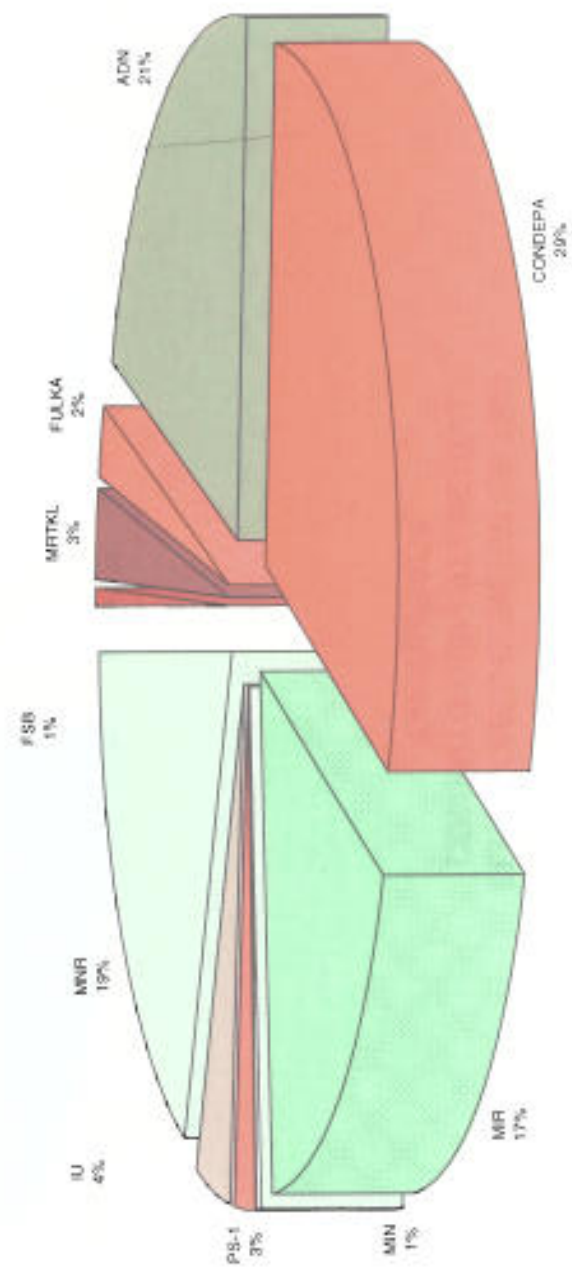 ADN
21%
FULKA
2%
MRTKL
3%
FSB
1%
MNR
19%
IU
4%
PS-1
3%
MIN
1%
MIR
17%
CONDEPA
29%